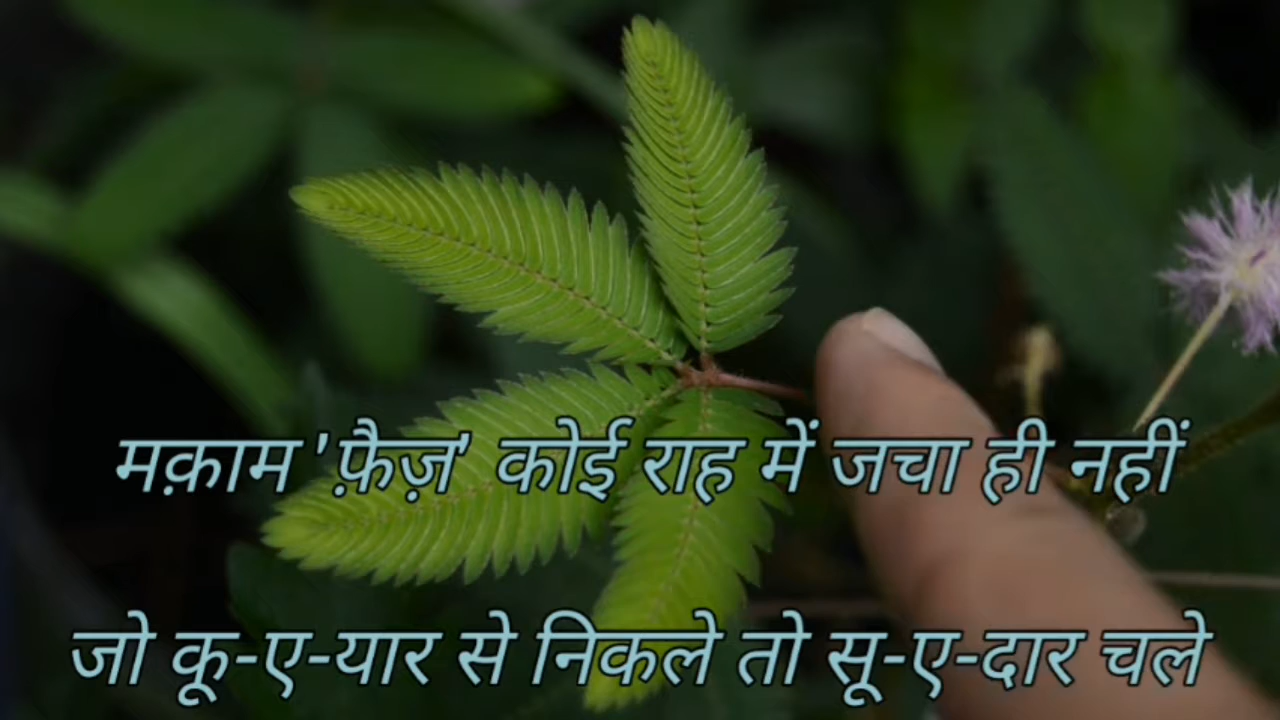 मक़ाम 'फ़ैज़' कोई राह में जचा ही नहीं
जो कू-ए-यार से निकले तो सू-ए-दार चले